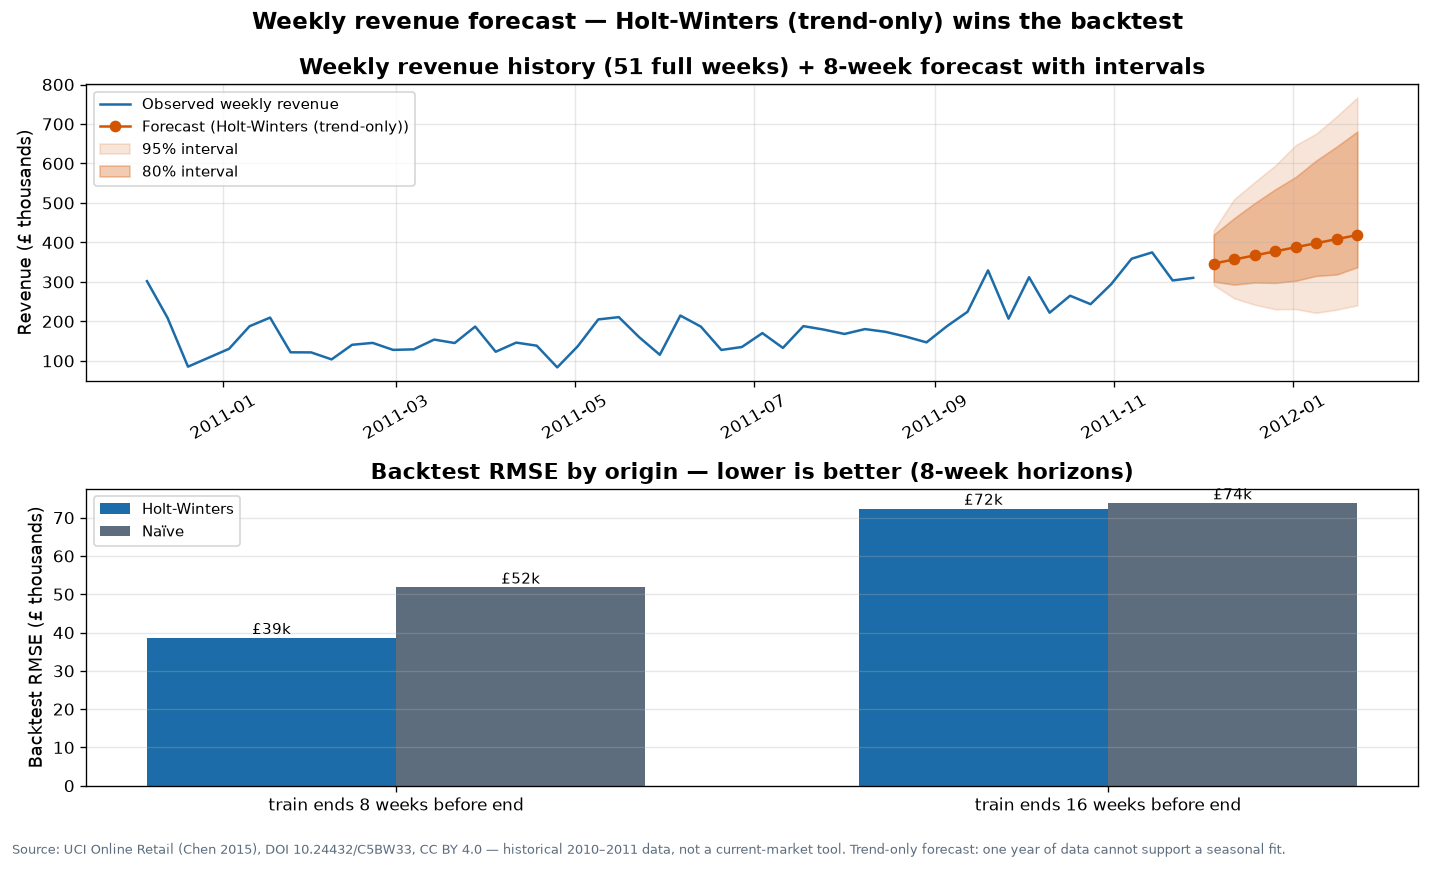 Weekly revenue forecast — Holt-Winters (trend-only) wins the backtest
Weekly revenue history (51 full weeks) + 8-week forecast with intervals
Revenue (£ thousands)
800
700
600
500
400
300
200
100
Observed weekly revenue
Forecast (Holt-Winters (trend-only))
95% interval
80% interval
2011-01
2011-03
2011-05
2011-07
2011-09
2011-11
2012-01
Backtest RMSE by origin — lower is better (8-week horizons)
Backtest RMSE (£ thousands)
70
60
50
40
30
20
10
0
Holt-Winters
Naïve
£39k
£52k
£72k
£74k
train ends 8 weeks before end
train ends 16 weeks before end
Source: UCI Online Retail (Chen 2015), DOI 10.24432/C5BW33, CC BY 4.0 — historical 2010–2011 data, not a current-market tool. Trend-only forecast: one year of data cannot support a seasonal fit.